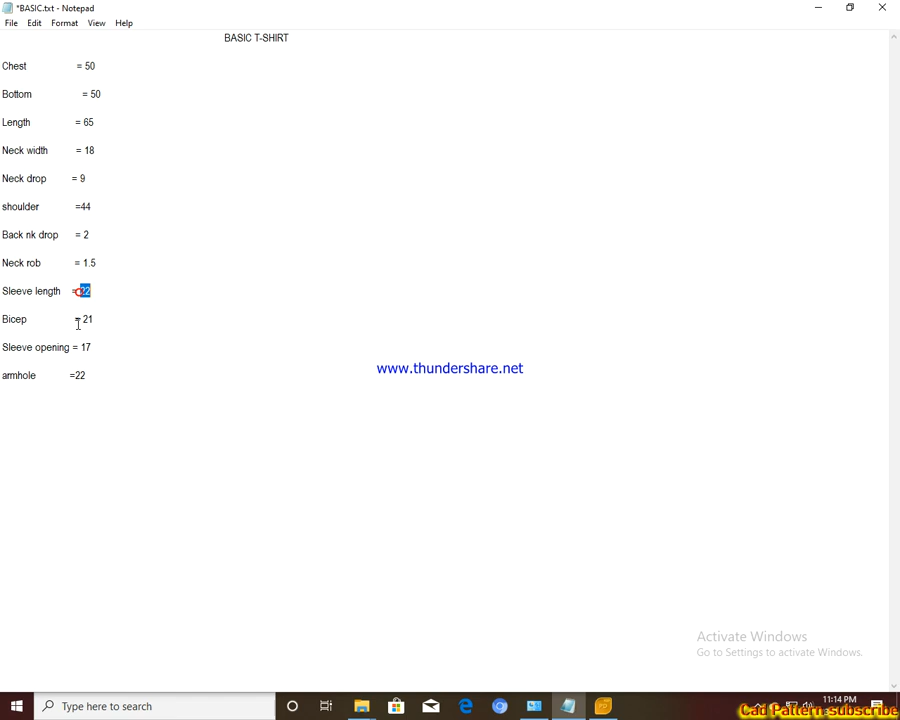 *BASIC.txt - Notepad
File Edit Format View Help
BASIC T-SHIRT
Chest = 50
Bottom = 50
Length = 65
Neck width = 18
Neck drop = 9
shoulder =44
Back nk drop = 2
Neck rob = 1.5
Sleeve length =22
Bicep = 21
Sleeve opening = 17
armhole =22
www.thundershare.net
Activate Windows
Go to Settings to activate Windows.
Type here to search
11:14 PM
Cad Pattern subscribe